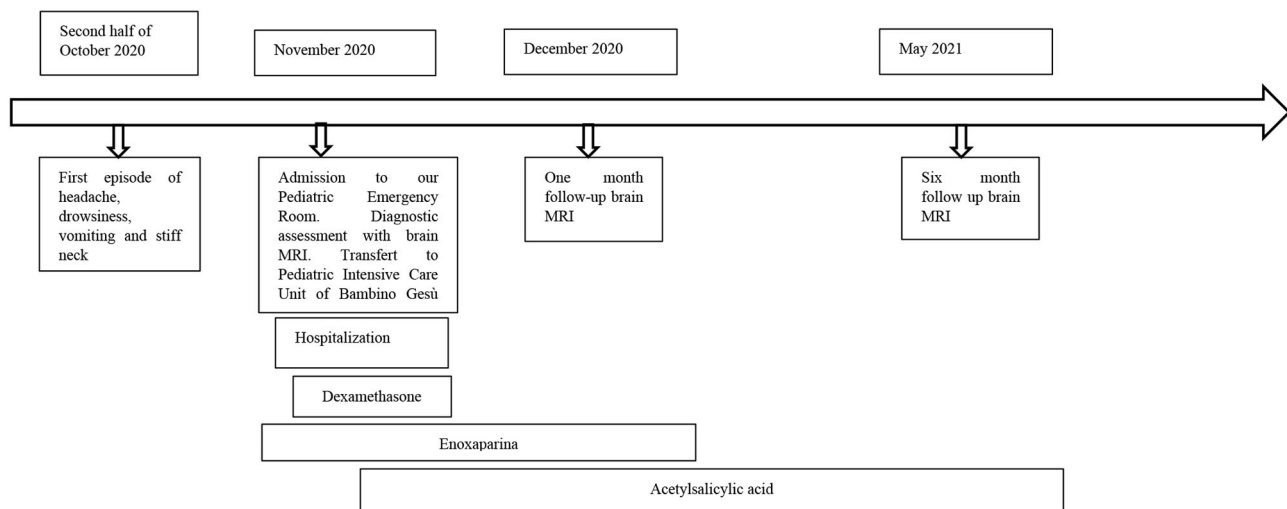 Second half of
October 2020
November 2020
December 2020
May 2021
First episode of
headache,
drowsiness,
vomiting and stiff
neck
Admission to our
Pediatric Emergency
Room. Diagnostic
assessment with brain
MRI. Transfert to
Pediatric Intensive Care
Unit of Bambino Gesù
One month
follow-up brain
MRI
Six month
follow up brain
MRI
Hospitalization
Dexamethasone
Enoxaparina
Acetylsalicylic acid